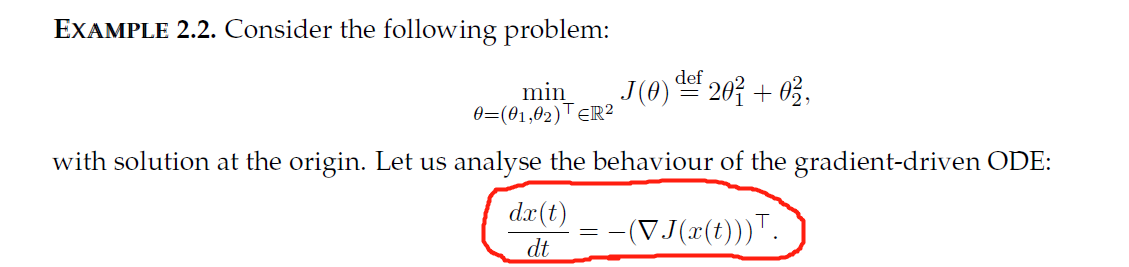 EXAMPLE 2.2. Consider the following problem:
min J(θ) def= 2θ₁² + θ₂²,
θ=(θ₁,θ₂)⊤∈ℝ²
with solution at the origin. Let us analyse the behaviour of the gradient-driven ODE:
dx(t)/dt = −(∇J(x(t)))⊤.